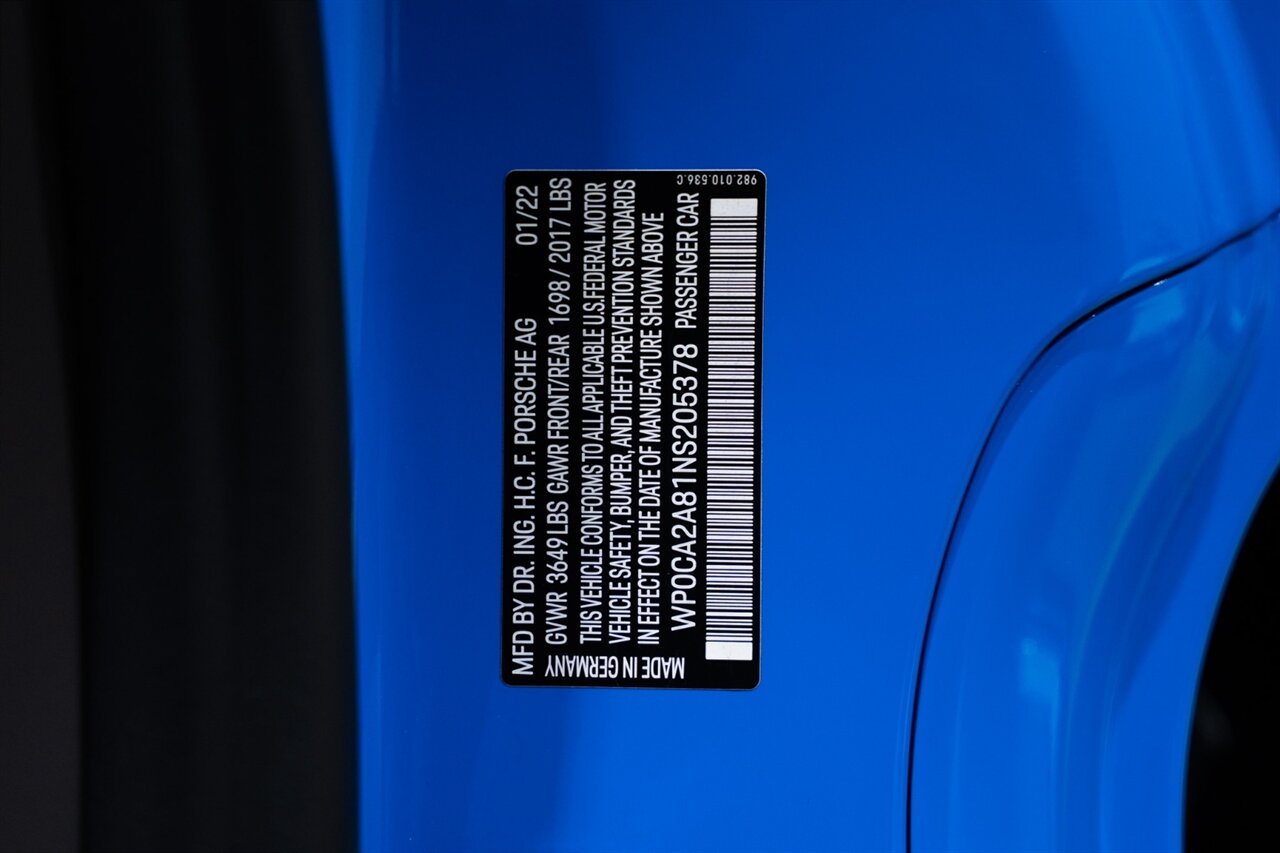 MFD BY DR. ING. H.C. F. PORSCHE AG 01/22
GVWR 3649 LBS GAWR FRONT/REAR 1698 / 2017 LBS
THIS VEHICLE CONFORMS TO ALL APPLICABLE U.S. FEDERAL MOTOR
VEHICLE SAFETY, BUMPER, AND THEFT PREVENTION STANDARDS
IN EFFECT ON THE DATE OF MANUFACTURE SHOWN ABOVE
WP0CA2A81NS205378 PASSENGER CAR
MADE IN GERMANY
982.010.536.C